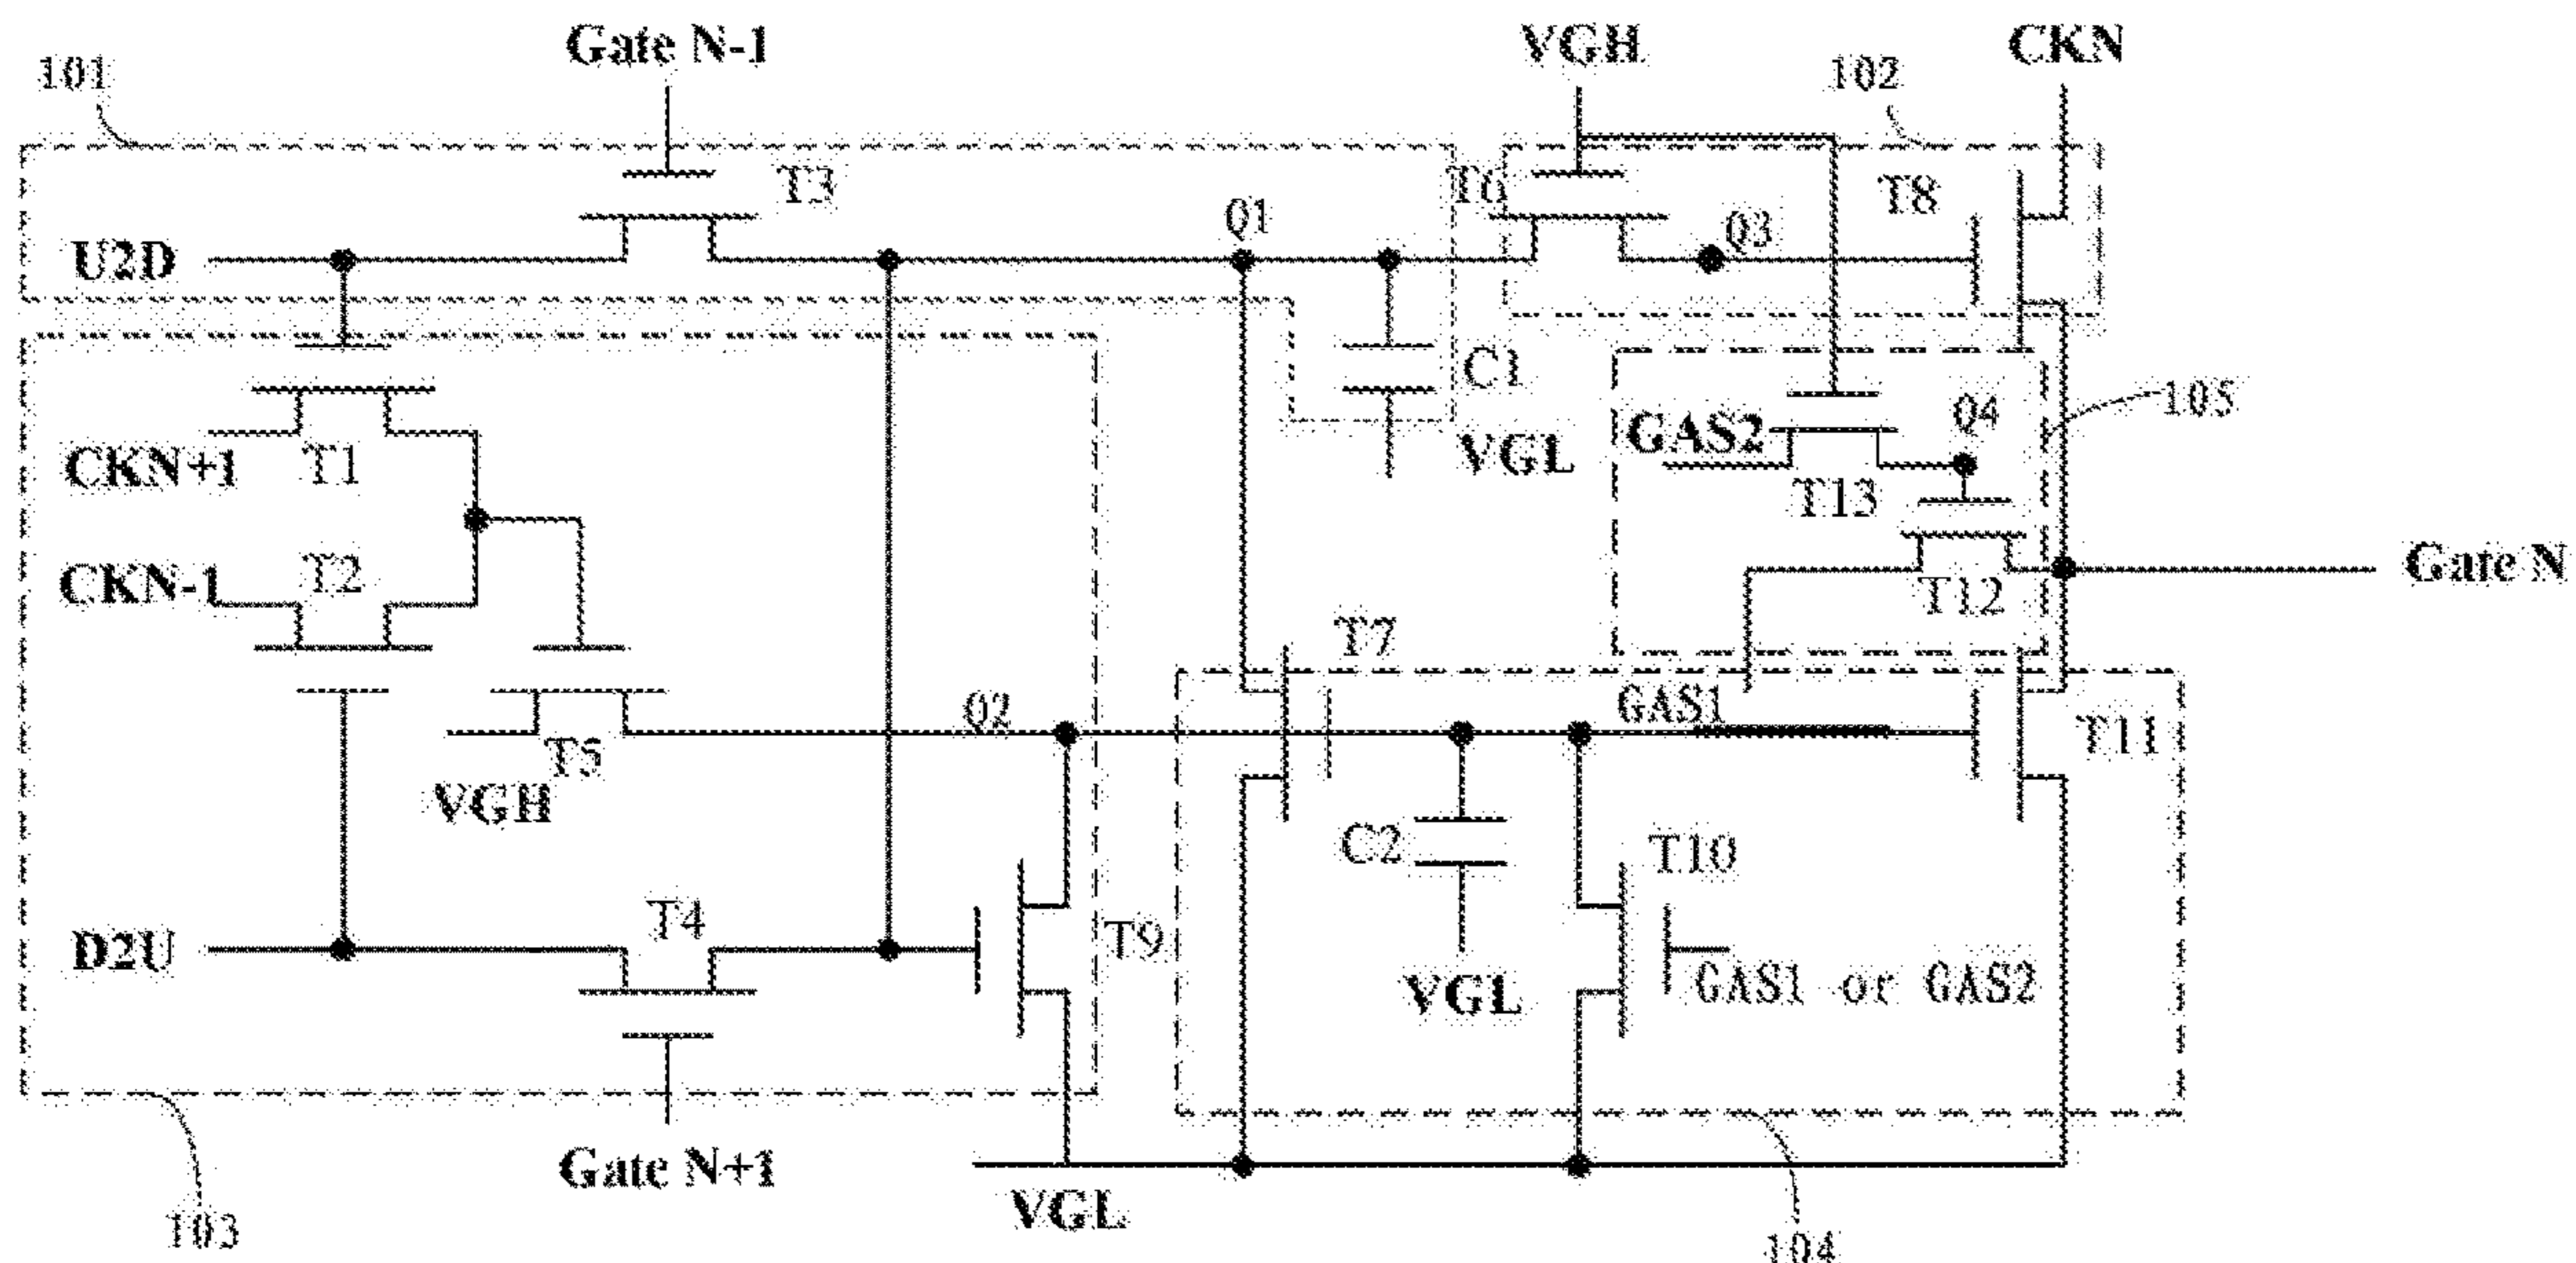 Gate N-1
VGH
CKN
101
102
T3
T6
T8
Q1
Q3
U2D
C1
GAS2
Q4
105
CKN+1
T1
VGL
T13
CKN-1
T2
T12
Gate N
T7
Q2
GAS1
T5
T11
VGH
C2
T10
T4
T9
D2U
VGL
GAS1 or GAS2
Gate N+1
VGL
103
104